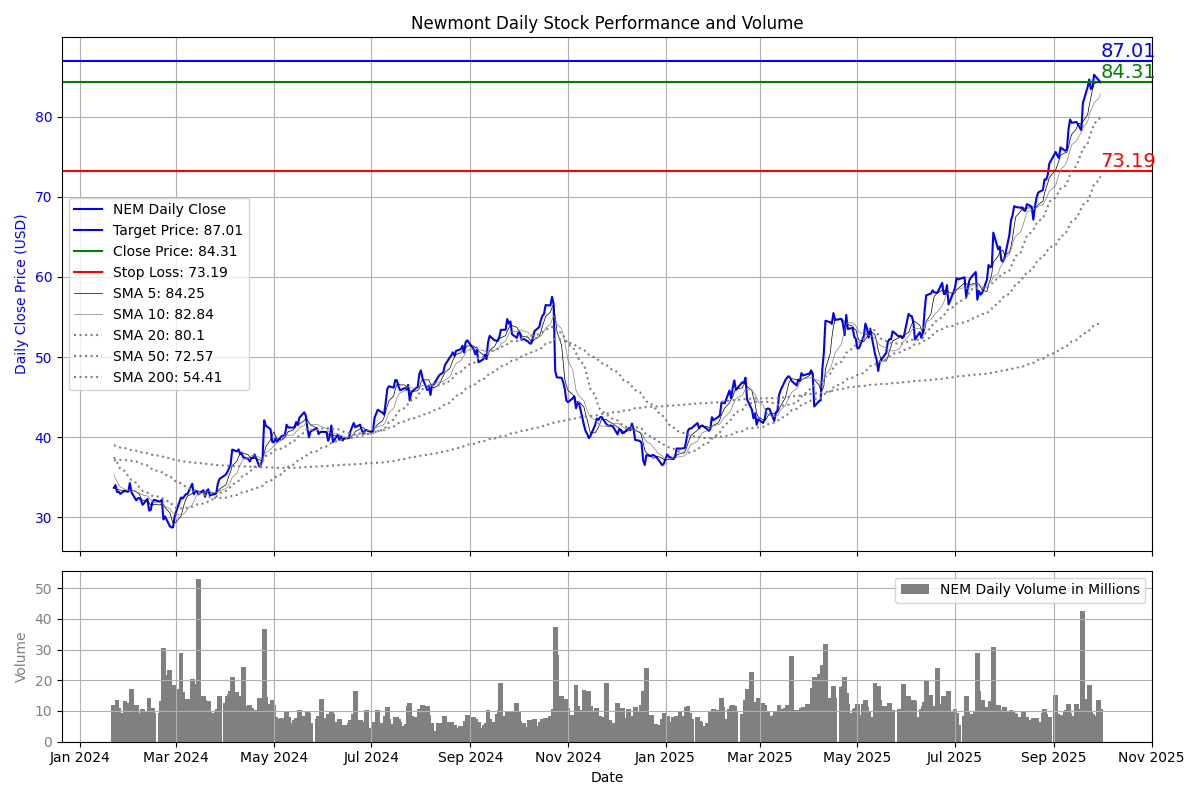 Newmont Daily Stock Performance and Volume
87.01
84.31
80
73.19
70
NEM Daily Close
Target Price: 87.01
Close Price: 84.31
Stop Loss: 73.19
SMA 5: 84.25
SMA 10: 82.84
SMA 20: 80.1
SMA 50: 72.57
SMA 200: 54.41
60
50
40
30
Daily Close Price (USD)
NEM Daily Volume in Millions
50
40
30
20
10
0
Volume
Jan 2024 Mar 2024 May 2024 Jul 2024 Sep 2024 Nov 2024 Jan 2025 Mar 2025 May 2025 Jul 2025 Sep 2025 Nov 2025
Date